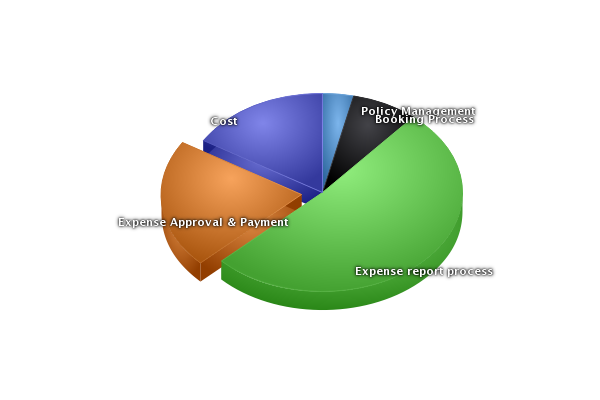 Policy Management
Booking Process
Cost
Expense Approval & Payment
Expense report process